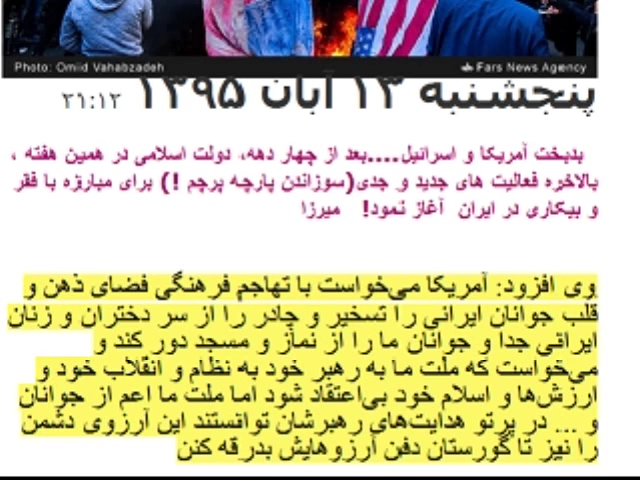 Photo: Omiid Vahabzadeh Fars News Agency
پنجشنبه ۱۳ آبان ۱۳۹۵ ۲۱:۱۲
بدبخت آمریکا و اسرائیل....بعد از چهار دهه، دولت اسلامی در همین هفته ،
بالاخره فعالیت های جدید و جدی(سوزاندن پارچه پرچم !) برای مبارزه با فقر
و بیکاری در ایران آغاز نمود! میرزا
وی افزود: آمریکا می‌خواست با تهاجم فرهنگی فضای ذهن و
قلب جوانان ایرانی را تسخیر و چادر را از سر دختران و زنان
ایرانی جدا و جوانان ما را از نماز و مسجد دور کند و
می‌خواست که ملت ما به رهبر خود به نظام و انقلاب خود و
ارزش‌ها و اسلام خود بی‌اعتقاد شود اما ملت ما اعم از جوانان
و ... در پرتو هدایت‌های رهبرشان توانستند این آرزوی دشمن
را نیز تا گورستان دفن آرزوهایش بدرقه کنن